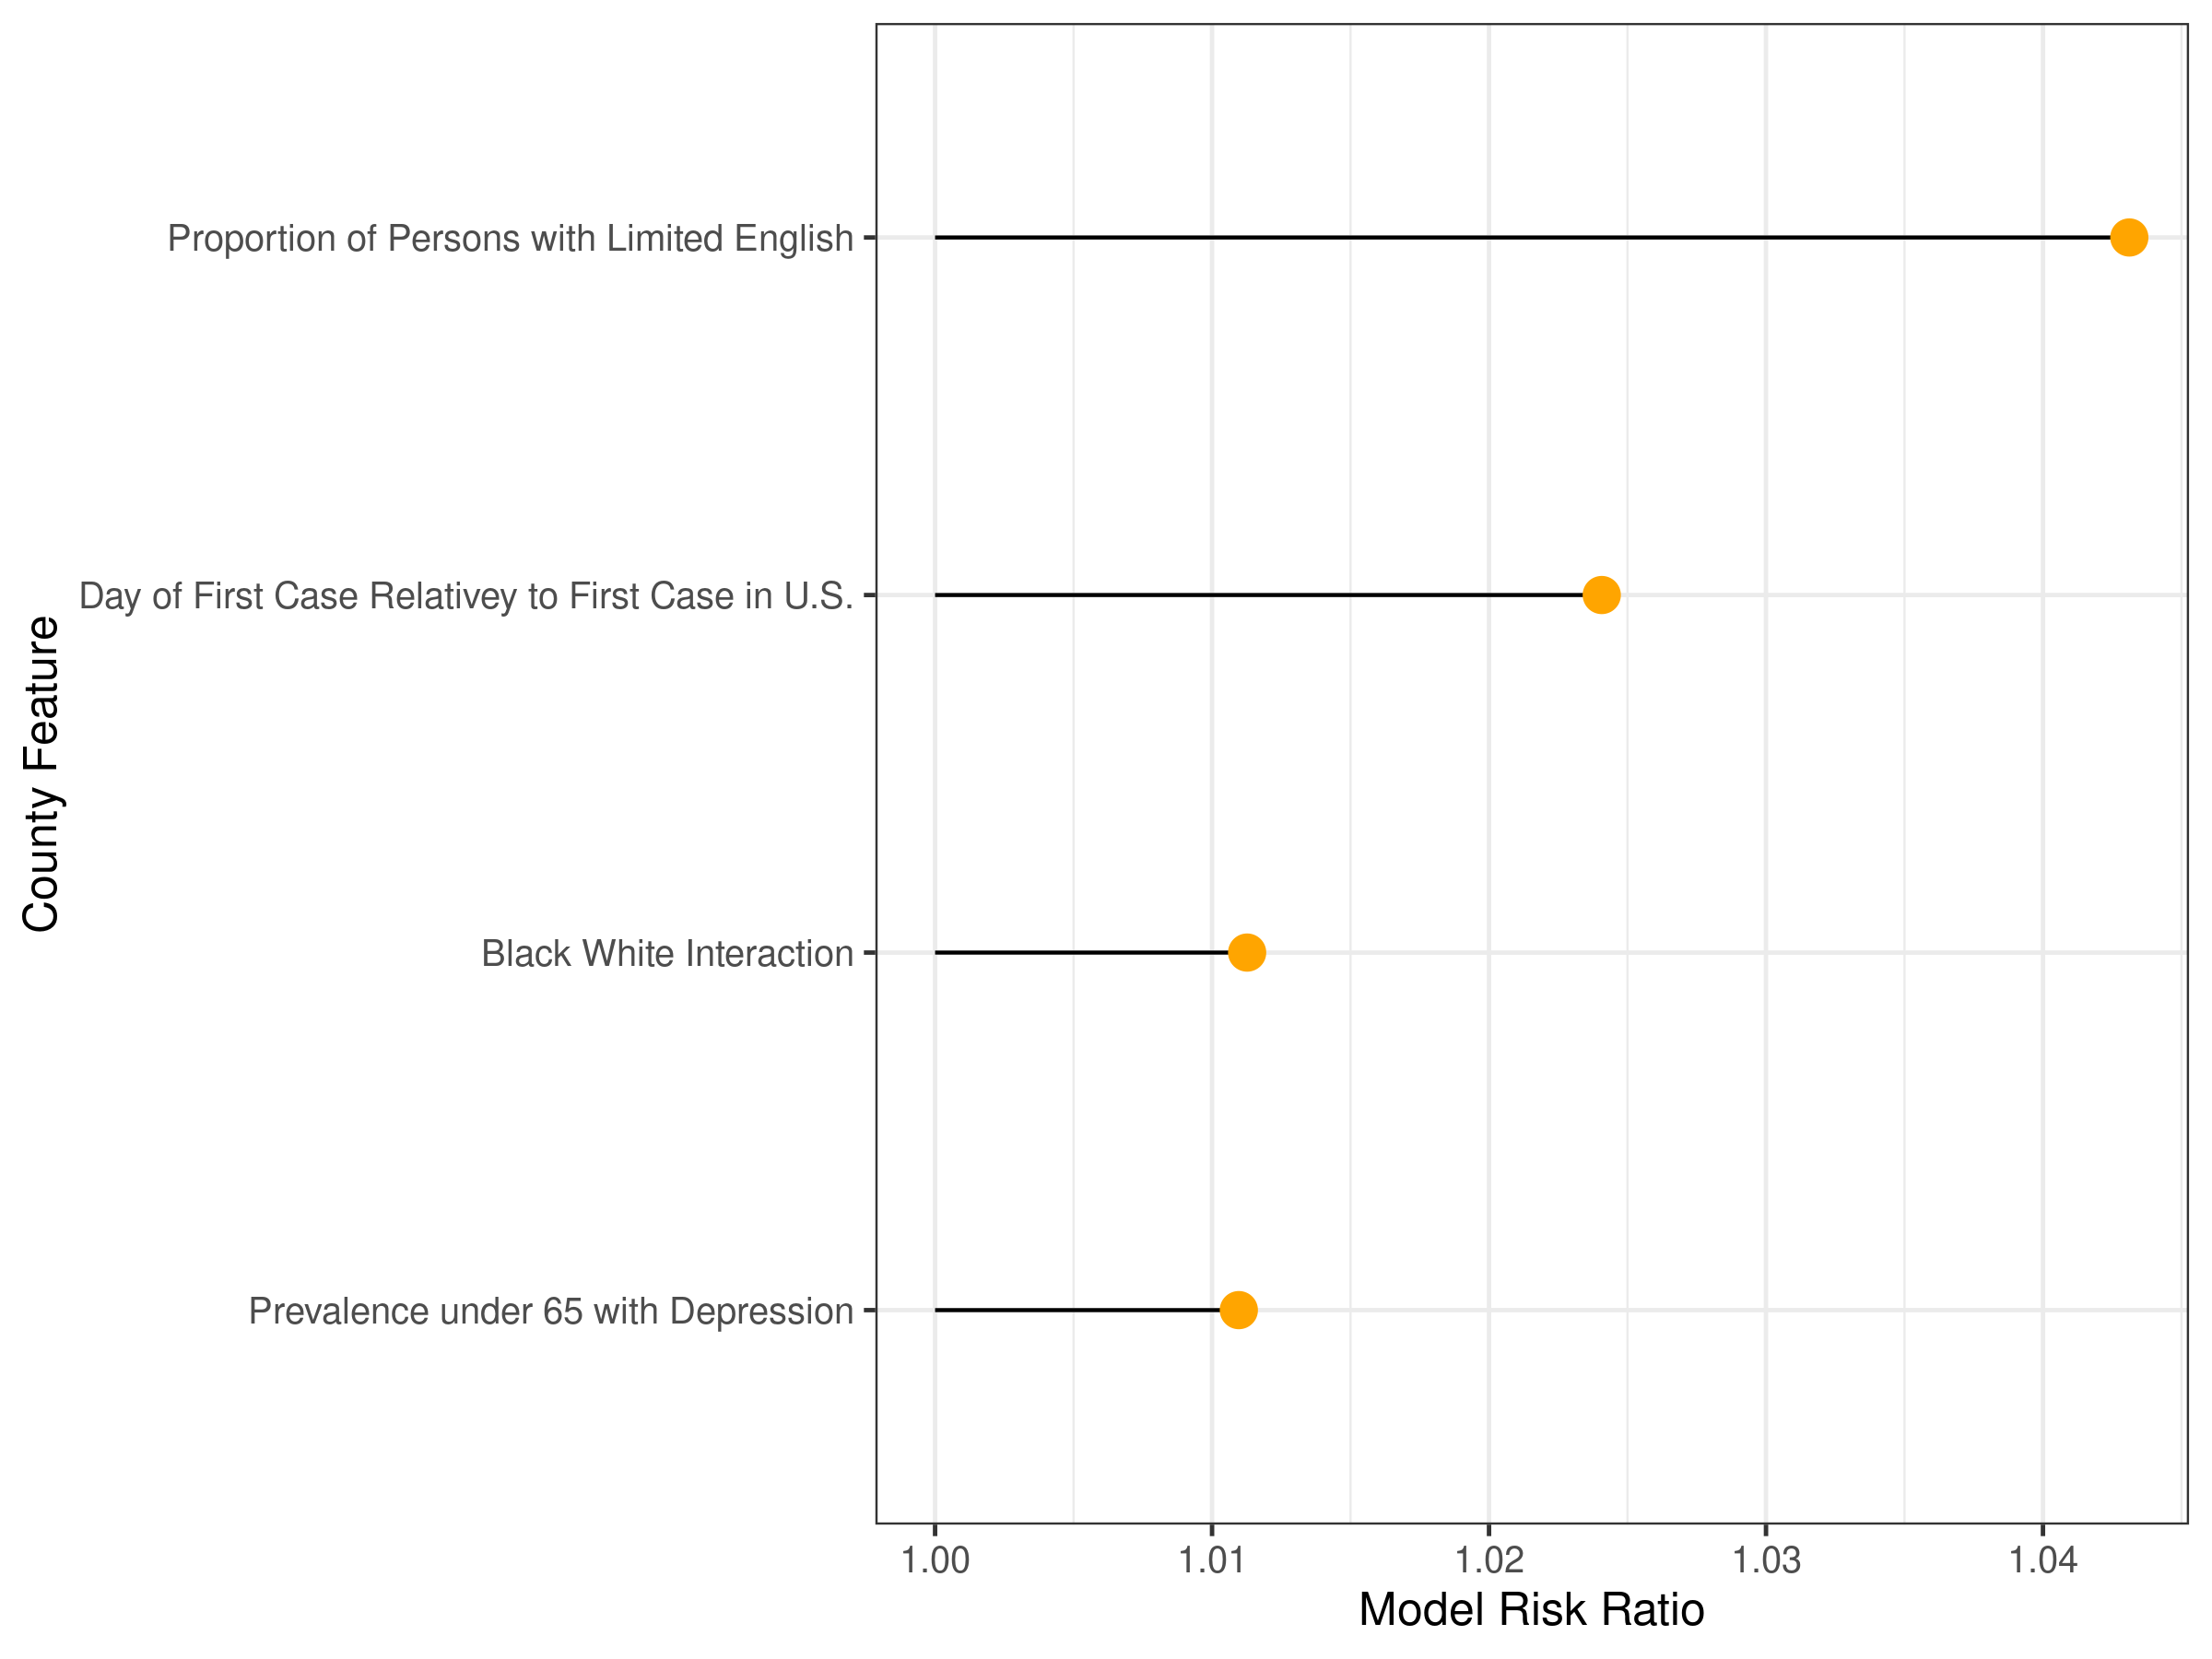 County Feature
Proportion of Persons with Limited English
Day of First Case Relativey to First Case in U.S.
Black White Interaction
Prevalence under 65 with Depression
1.00 1.01 1.02 1.03 1.04
Model Risk Ratio